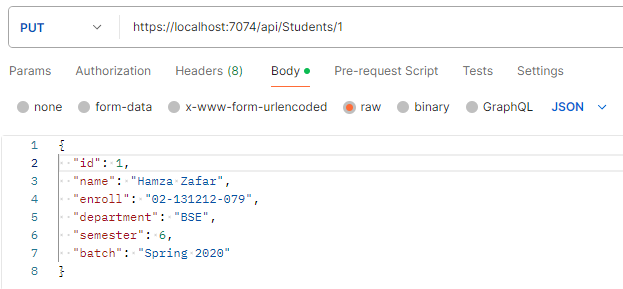 PUT https://localhost:7074/api/Students/1
Params Authorization Headers (8) Body Pre-request Script Tests Settings
none form-data x-www-form-urlencoded raw binary GraphQL JSON
1 {
2 "id": 1,
3 "name": "Hamza Zafar",
4 "enroll": "02-131212-079",
5 "department": "BSE",
6 "semester": 6,
7 "batch": "Spring 2020"
8 }